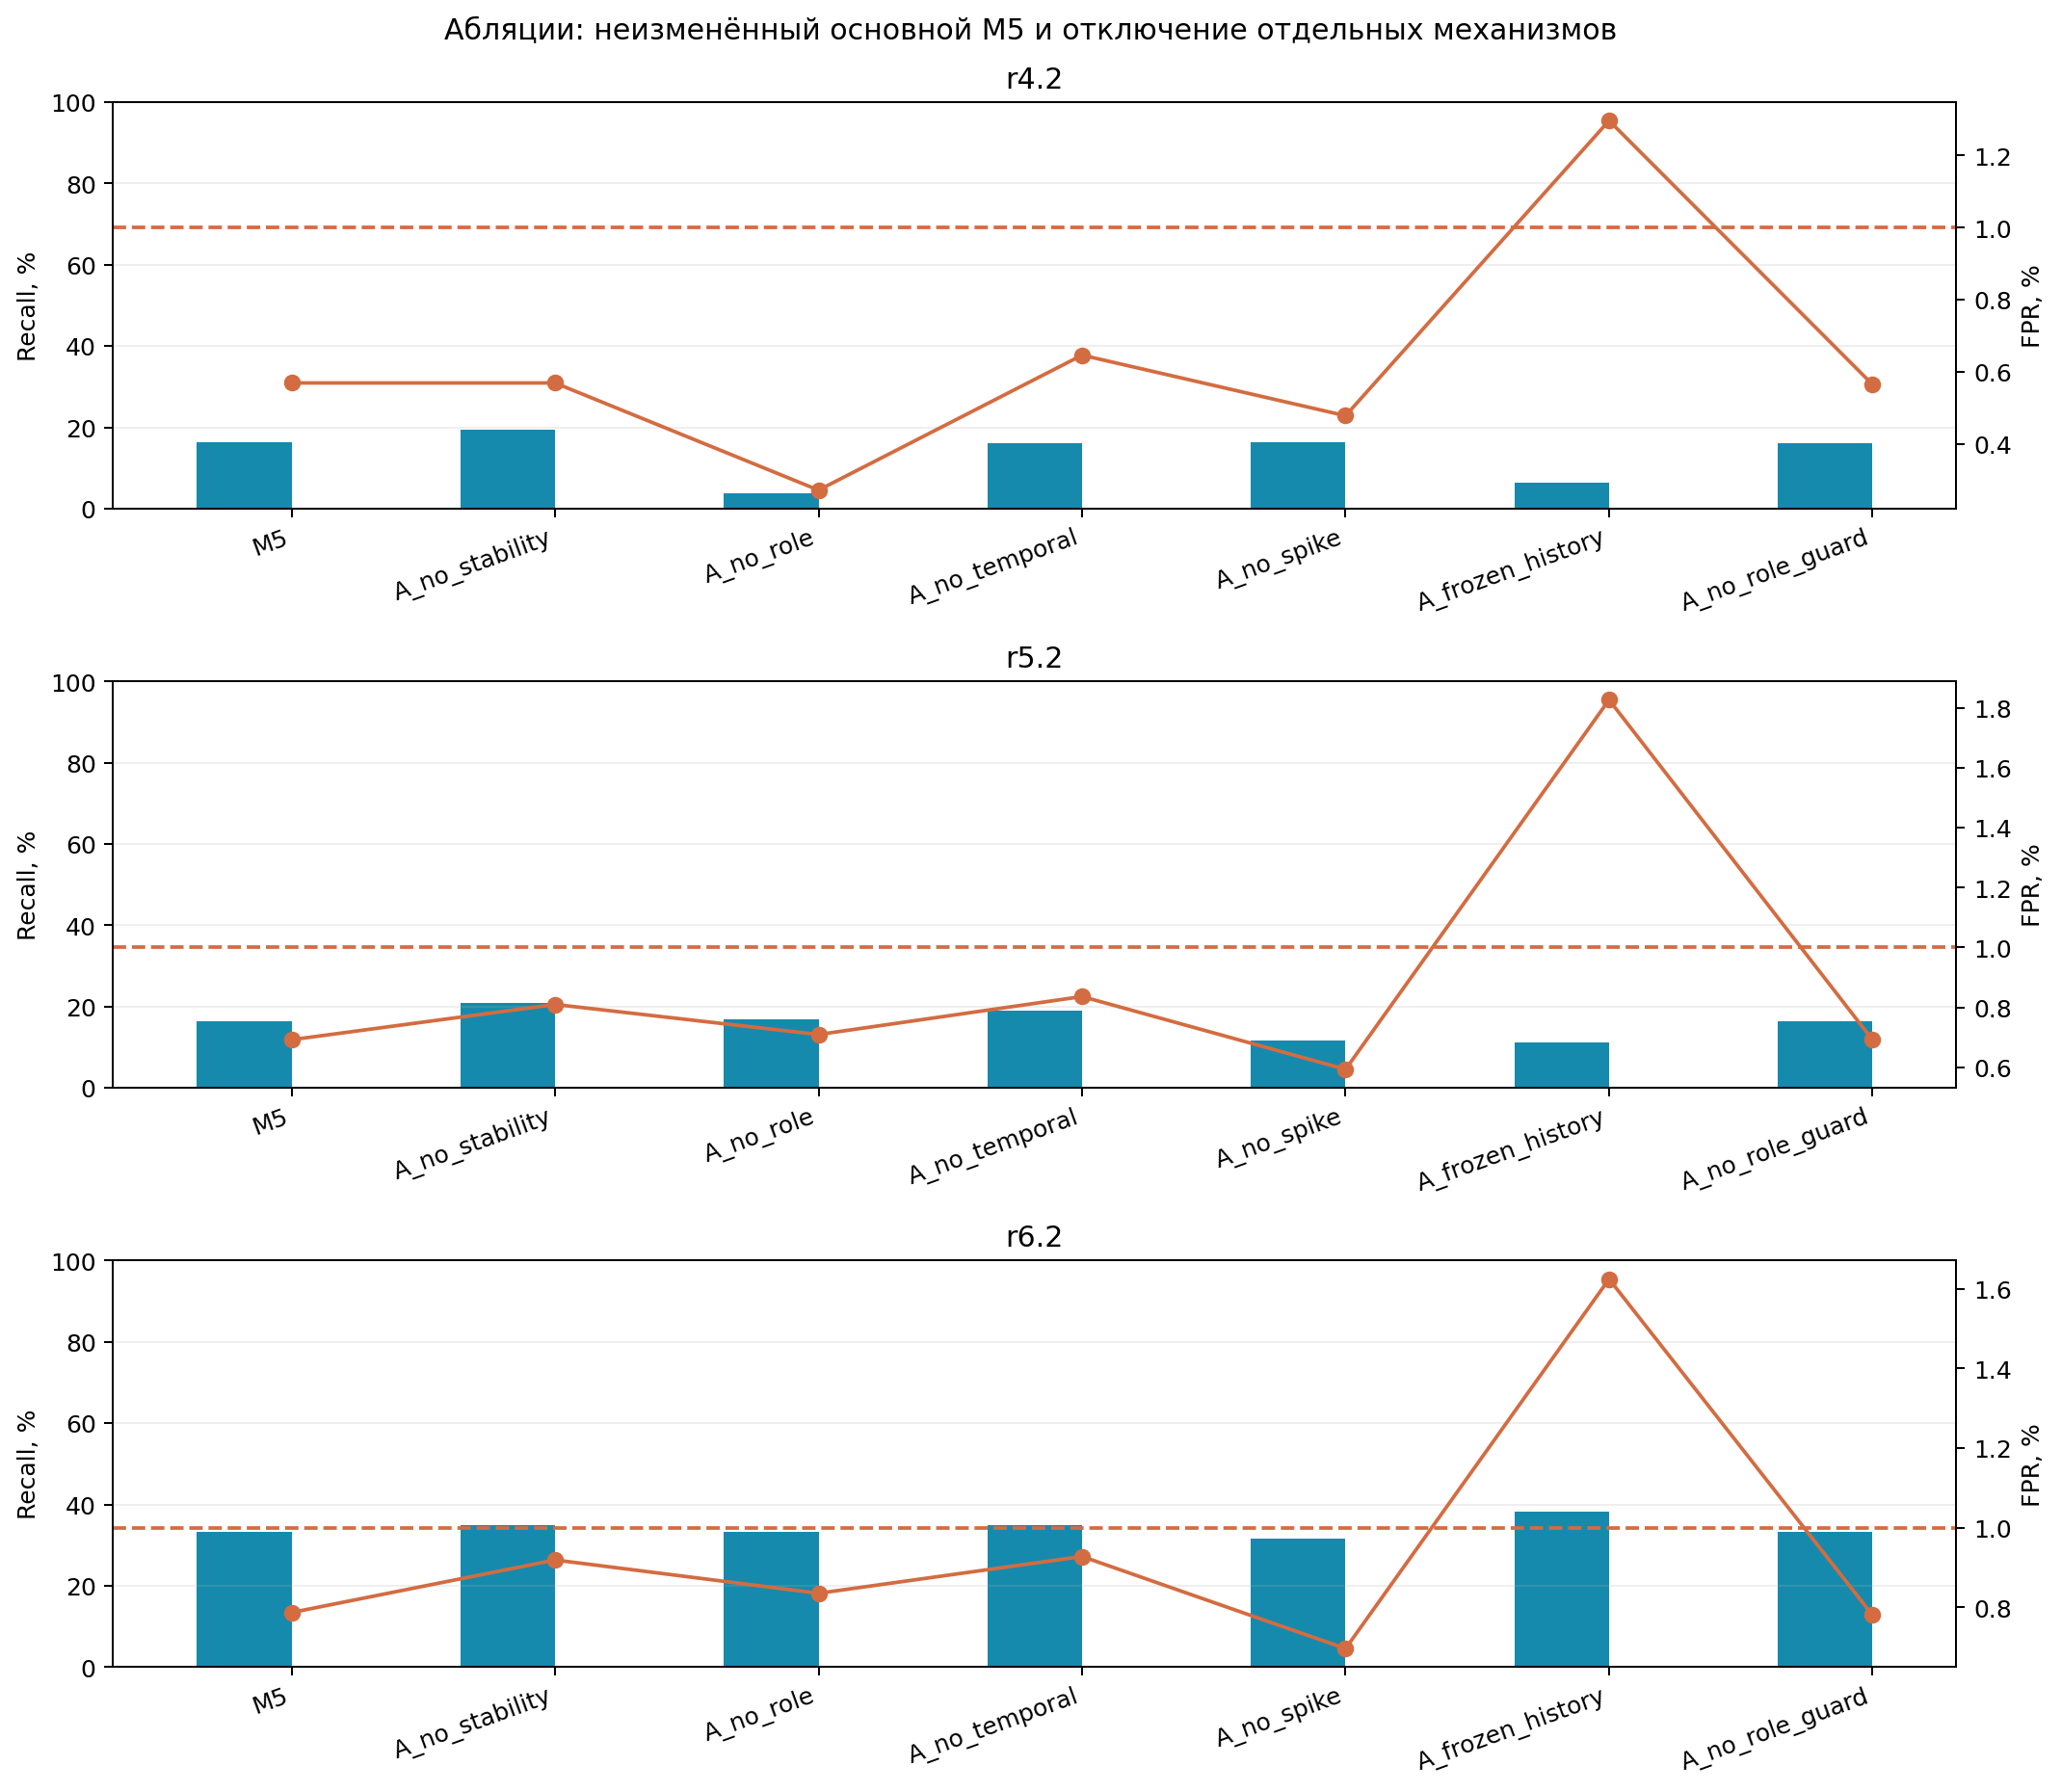 Абляции: неизменённый основной M5 и отключение отдельных механизмов
r4.2
100
80
60
40
20
0
Recall, %
1.2
1.0
0.8
0.6
0.4
FPR, %
M5
A_no_stability
A_no_role
A_no_temporal
A_no_spike
A_frozen_history
A_no_role_guard
r5.2
100
80
60
40
20
0
Recall, %
1.8
1.6
1.4
1.2
1.0
0.8
0.6
FPR, %
M5
A_no_stability
A_no_role
A_no_temporal
A_no_spike
A_frozen_history
A_no_role_guard
r6.2
100
80
60
40
20
0
Recall, %
1.6
1.4
1.2
1.0
0.8
FPR, %
M5
A_no_stability
A_no_role
A_no_temporal
A_no_spike
A_frozen_history
A_no_role_guard